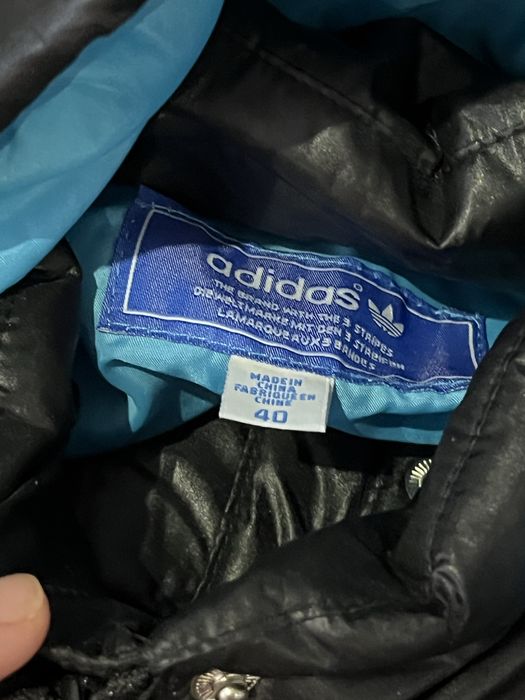 adidas
THE BRAND WITH THE 3 STRIPES
DIE WELTMARKE MIT DEN 3 STREIFEN
LA MARQUE AUX 3 BANDES
MADE IN
CHINA
FABRIQUE EN
CHINE
40